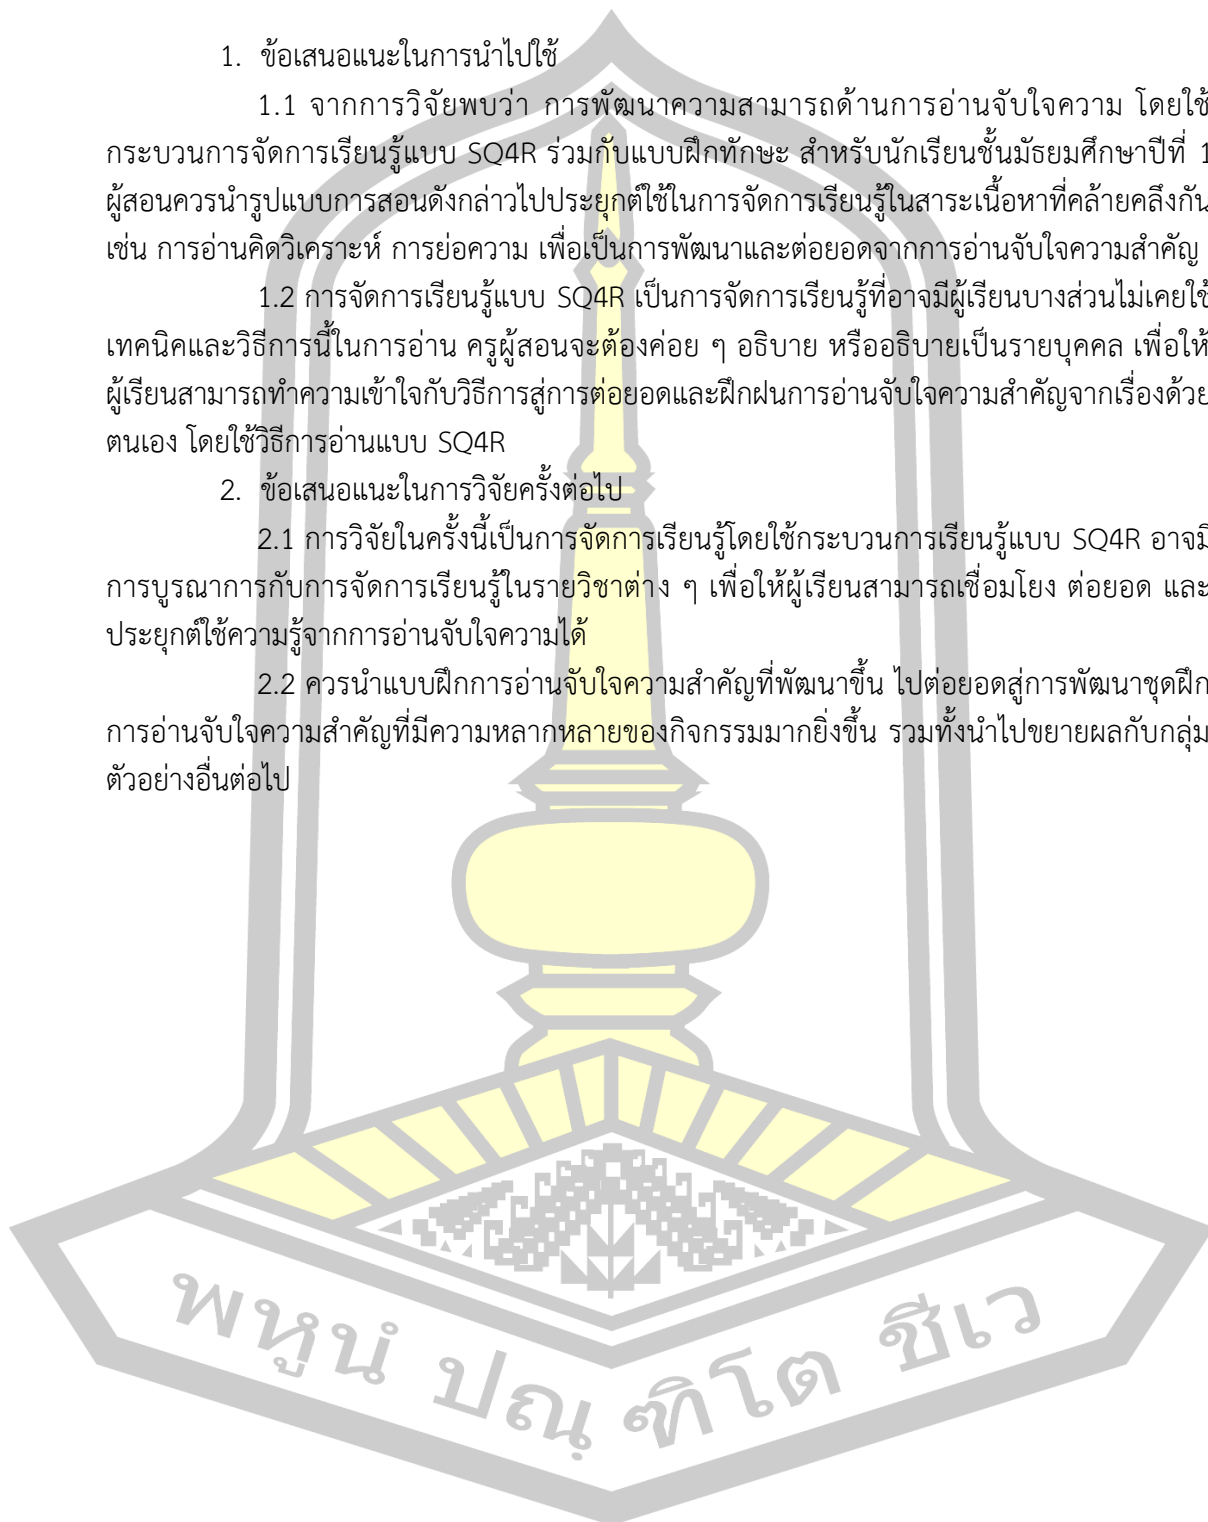 1. ข้อเสนอแนะในการนำไปใช้
1.1 จากการวิจัยพบว่า การพัฒนาความสามารถด้านการอ่านจับใจความ โดยใช้
กระบวนการจัดการเรียนรู้แบบ SQ4R ร่วมกับแบบฝึกทักษะ สำหรับนักเรียนชั้นมัธยมศึกษาปีที่ 1
ผู้สอนควรนำรูปแบบการสอนดังกล่าวไปประยุกต์ใช้ในการจัดการเรียนรู้ในสาระเนื้อหาที่คล้ายคลึงกัน
เช่น การอ่านคิดวิเคราะห์ การย่อความ เพื่อเป็นการพัฒนาและต่อยอดจากการอ่านจับใจความสำคัญ
1.2 การจัดการเรียนรู้แบบ SQ4R เป็นการจัดการเรียนรู้ที่อาจมีผู้เรียนบางส่วนไม่เคยใช้
เทคนิคและวิธีการนี้ในการอ่าน ครูผู้สอนจะต้องค่อย ๆ อธิบาย หรืออธิบายเป็นรายบุคคล เพื่อให้
ผู้เรียนสามารถทำความเข้าใจกับวิธีการสู่การต่อยอดและฝึกฝนการอ่านจับใจความสำคัญจากเรื่องด้วย
ตนเอง โดยใช้วิธีการอ่านแบบ SQ4R
2. ข้อเสนอแนะในการวิจัยครั้งต่อไป
2.1 การวิจัยในครั้งนี้เป็นการจัดการเรียนรู้โดยใช้กระบวนการเรียนรู้แบบ SQ4R อาจมี
การบูรณาการกับการจัดการเรียนรู้ในรายวิชาต่าง ๆ เพื่อให้ผู้เรียนสามารถเชื่อมโยง ต่อยอด และ
ประยุกต์ใช้ความรู้จากการอ่านจับใจความได้
2.2 ควรนำแบบฝึกการอ่านจับใจความสำคัญที่พัฒนาขึ้น ไปต่อยอดสู่การพัฒนาชุดฝึก
การอ่านจับใจความสำคัญที่มีความหลากหลายของกิจกรรมมากยิ่งขึ้น รวมทั้งนำไปขยายผลกับกลุ่ม
ตัวอย่างอื่นต่อไป
พหูนํ ปณฺฑิโต ชีเว